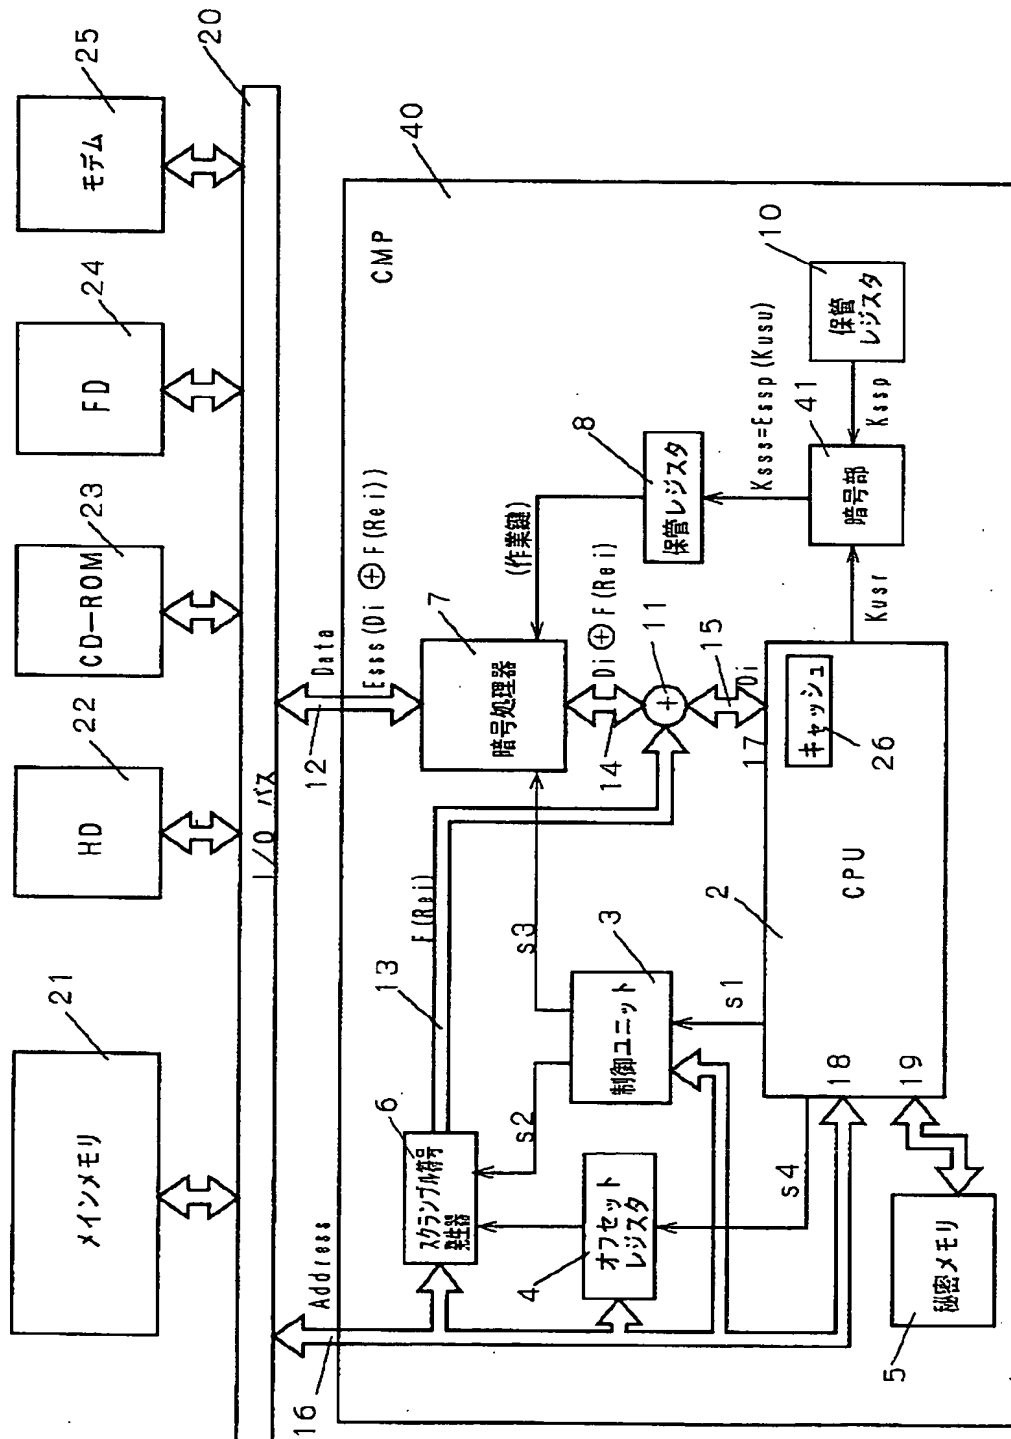 メインメモリ
21
HD
22
CD-ROM
23
FD
24
モデム
25
I/O バス
20
16
Address
12
Data
Esss(Di⊕F(Rei))
CMP
40
スクランブル符号
発生器
6
13
F(Rei)
暗号処理器
7
(作業鍵)
s2
s3
14
Di⊕F(Rei)
保管レジスタ
8
オフセット
レジスタ
4
制御ユニット
3
+
11
15
Di
Ksss=Essp(Kusu)
s4
s1
17
キャッシュ
26
Kusr
暗号部
41
Kssp
保管
レジスタ
10
18
19
CPU
2
秘密メモリ
5